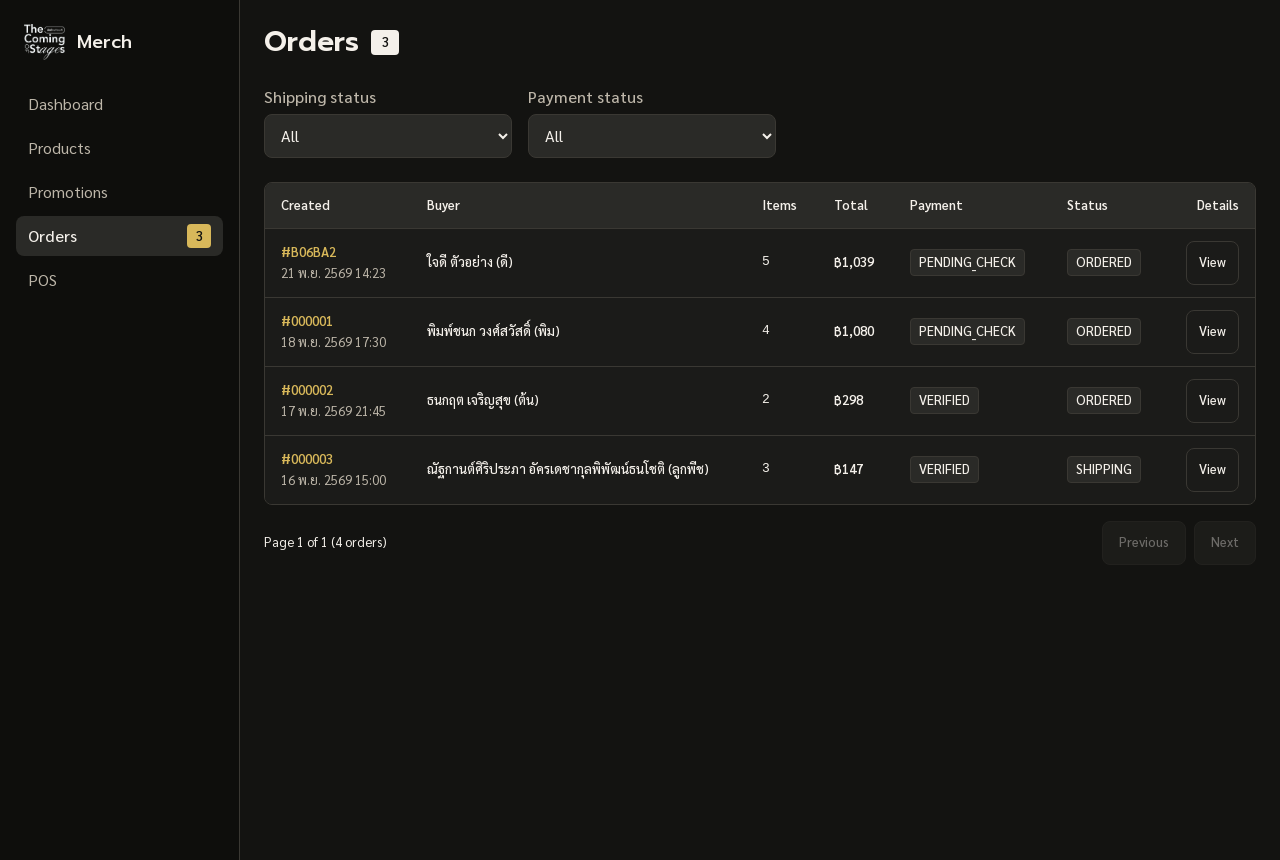 The
Coming
Stages
Merch
Dashboard
Products
Promotions
Orders 3
POS
Orders 3
Shipping status Payment status
All All
Created Buyer Items Total Payment Status Details
#B06BA2
21 พ.ย. 2569 14:23
ใจดี ตัวอย่าง (ดี) 5 ฿1,039 PENDING_CHECK ORDERED View
#000001
18 พ.ย. 2569 17:30
พิมพ์ชนก วงศ์สวัสดิ์ (พิม) 4 ฿1,080 PENDING_CHECK ORDERED View
#000002
17 พ.ย. 2569 21:45
ธนกฤต เจริญสุข (ต้น) 2 ฿298 VERIFIED ORDERED View
#000003
16 พ.ย. 2569 15:00
ณัฐกานต์ศิริประภา อัครเดชากุลพิพัฒน์ธนโชติ (ลูกพีช) 3 ฿147 VERIFIED SHIPPING View
Page 1 of 1 (4 orders) Previous Next